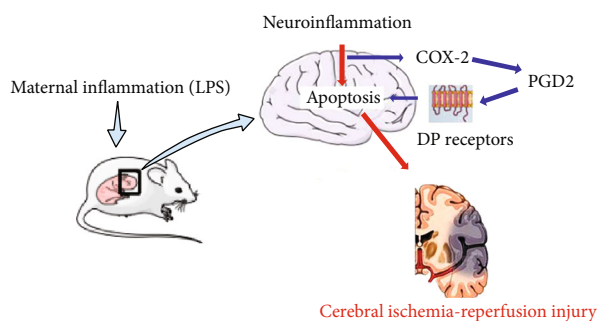 Neuroinflammation
COX-2
Maternal inflammation (LPS)
PGD2
Apoptosis
DP receptors
Cerebral ischemia-reperfusion injury